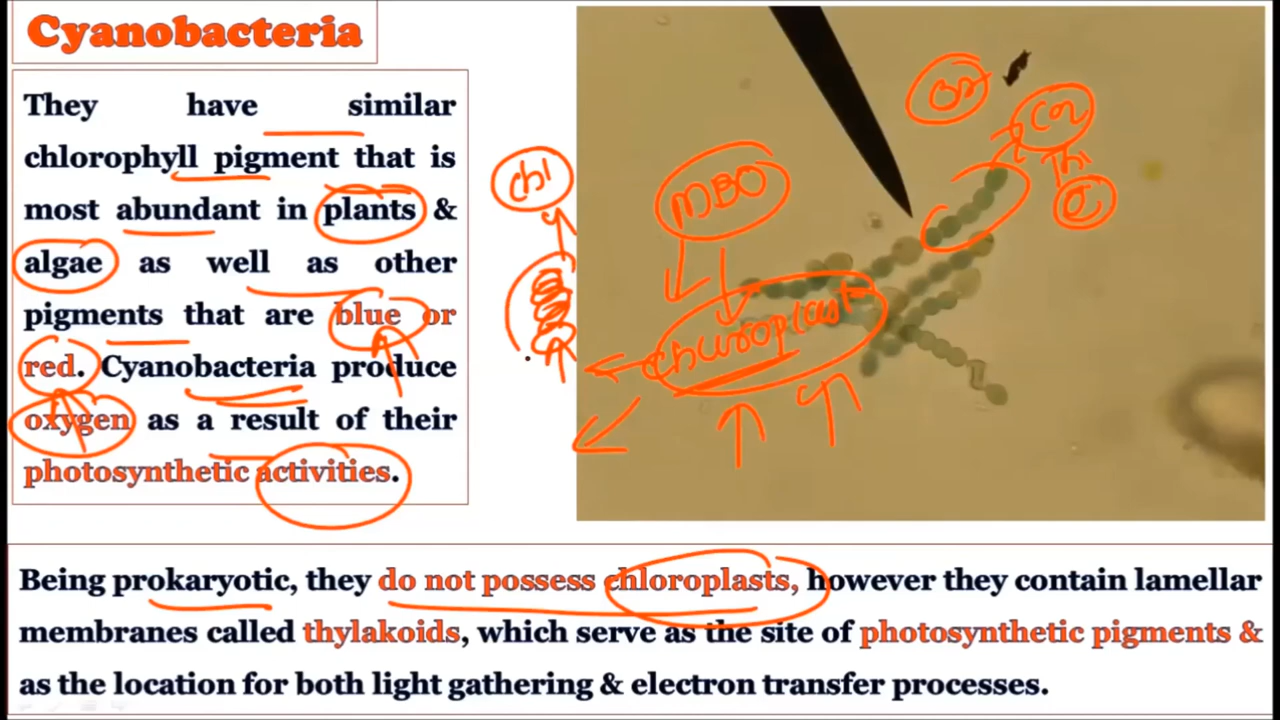 Cyanobacteria
They have similar
chlorophyll pigment that is
most abundant in plants &
algae as well as other
pigments that are blue or
red. Cyanobacteria produce
oxygen as a result of their
photosynthetic activities.
chl
MBO
chloroplast
Being prokaryotic, they do not possess chloroplasts, however they contain lamellar
membranes called thylakoids, which serve as the site of photosynthetic pigments &
as the location for both light gathering & electron transfer processes.